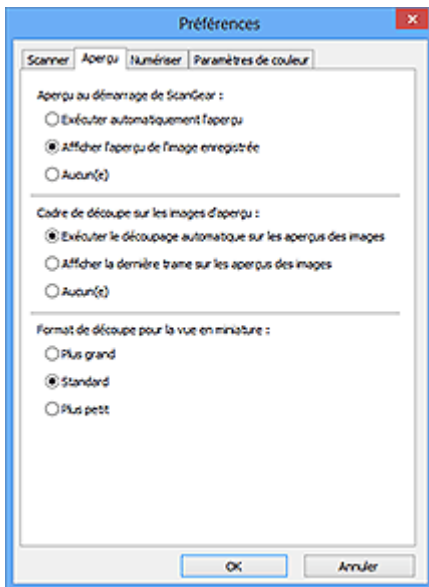 Préférences
Scanner Aperçu Numériser Paramètres de couleur
Aperçu au démarrage de ScanGear :
Exécuter automatiquement l'aperçu
Afficher l'aperçu de l'image enregistrée
Aucun(e)
Cadre de découpe sur les images d'aperçu :
Exécuter le découpage automatique sur les aperçus des images
Afficher la dernière trame sur les aperçus des images
Aucun(e)
Format de découpe pour la vue en miniature :
Plus grand
Standard
Plus petit
OK Annuler